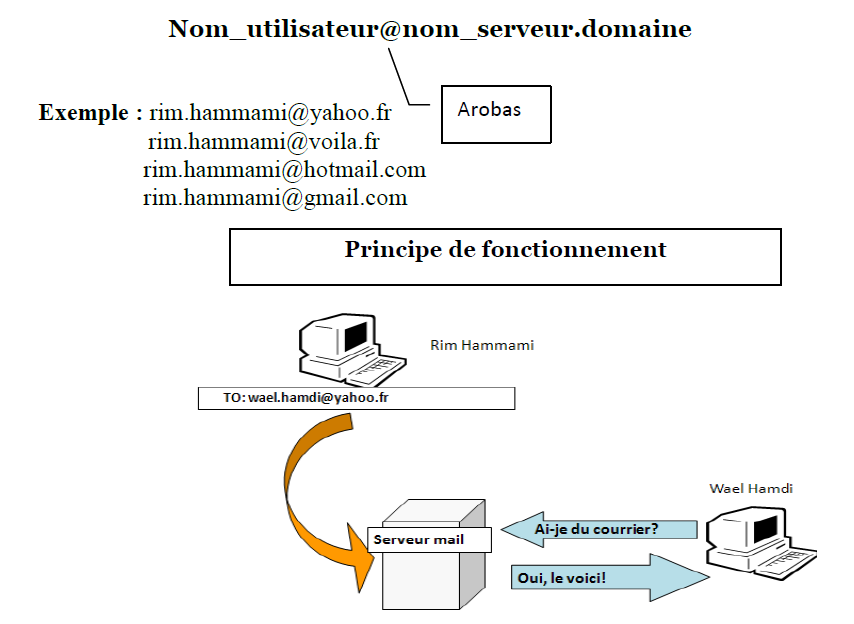 Nom_utilisateur@nom_serveur.domaine
Arobas
Exemple : rim.hammami@yahoo.fr
rim.hammami@voila.fr
rim.hammami@hotmail.com
rim.hammami@gmail.com
Principe de fonctionnement
Rim Hammami
TO: wael.hamdi@yahoo.fr
Wael Hamdi
Ai-je du courrier?
Serveur mail
Oui, le voici!